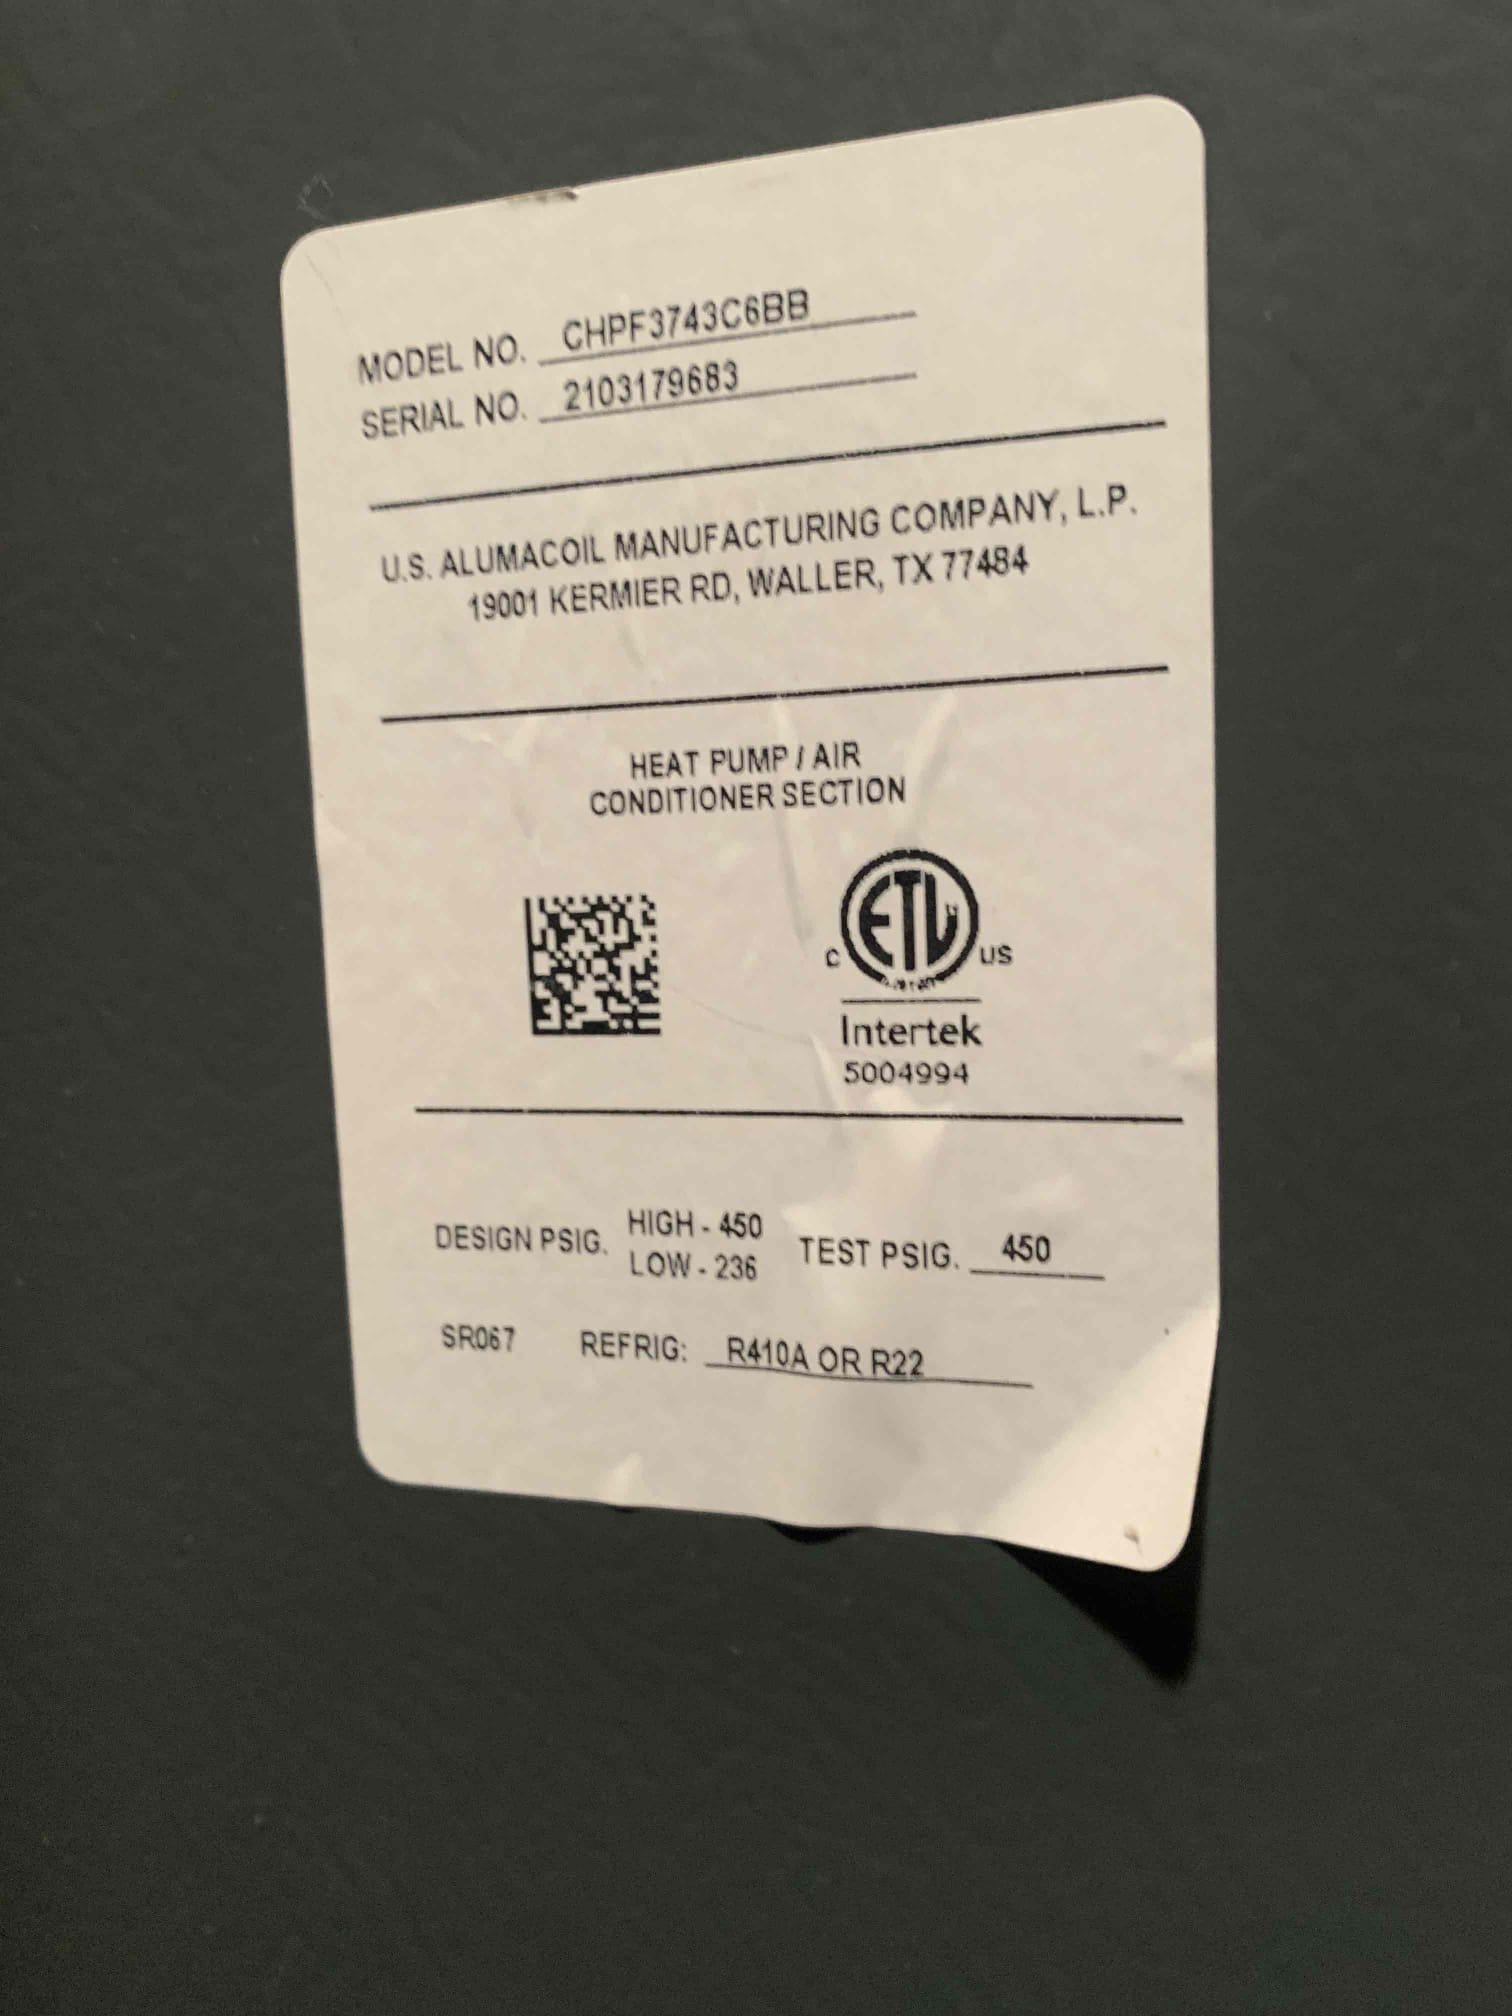 MODEL NO. CHPF3743C6BB
SERIAL NO. 2103179683
U.S. ALUMACOIL MANUFACTURING COMPANY, L.P.
19001 KERMIER RD, WALLER, TX 77484
HEAT PUMP / AIR
CONDITIONER SECTION
ETL
C US
Intertek
5004994
DESIGN PSIG. HIGH - 450
LOW - 236
TEST PSIG. 450
SR067 REFRIG: R410A OR R22